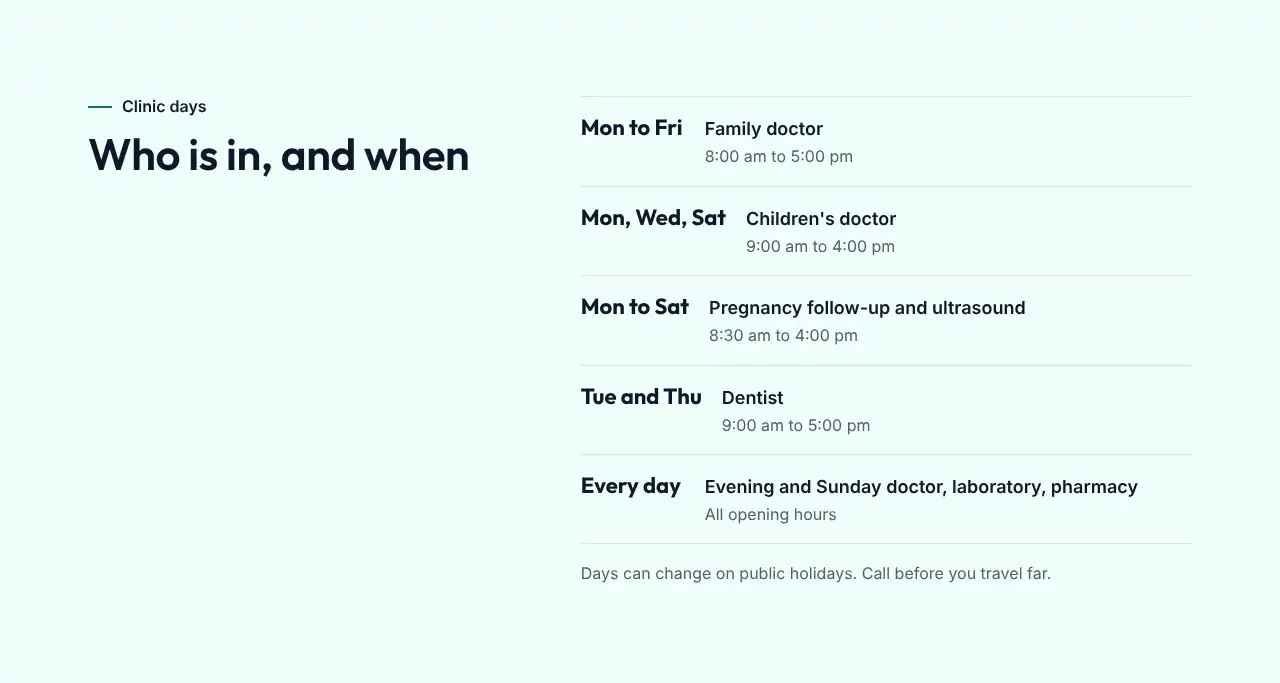 Clinic days
Who is in, and when
Mon to Fri
Family doctor
8:00 am to 5:00 pm
Mon, Wed, Sat
Children's doctor
9:00 am to 4:00 pm
Mon to Sat
Pregnancy follow-up and ultrasound
8:30 am to 4:00 pm
Tue and Thu
Dentist
9:00 am to 5:00 pm
Every day
Evening and Sunday doctor, laboratory, pharmacy
All opening hours
Days can change on public holidays. Call before you travel far.